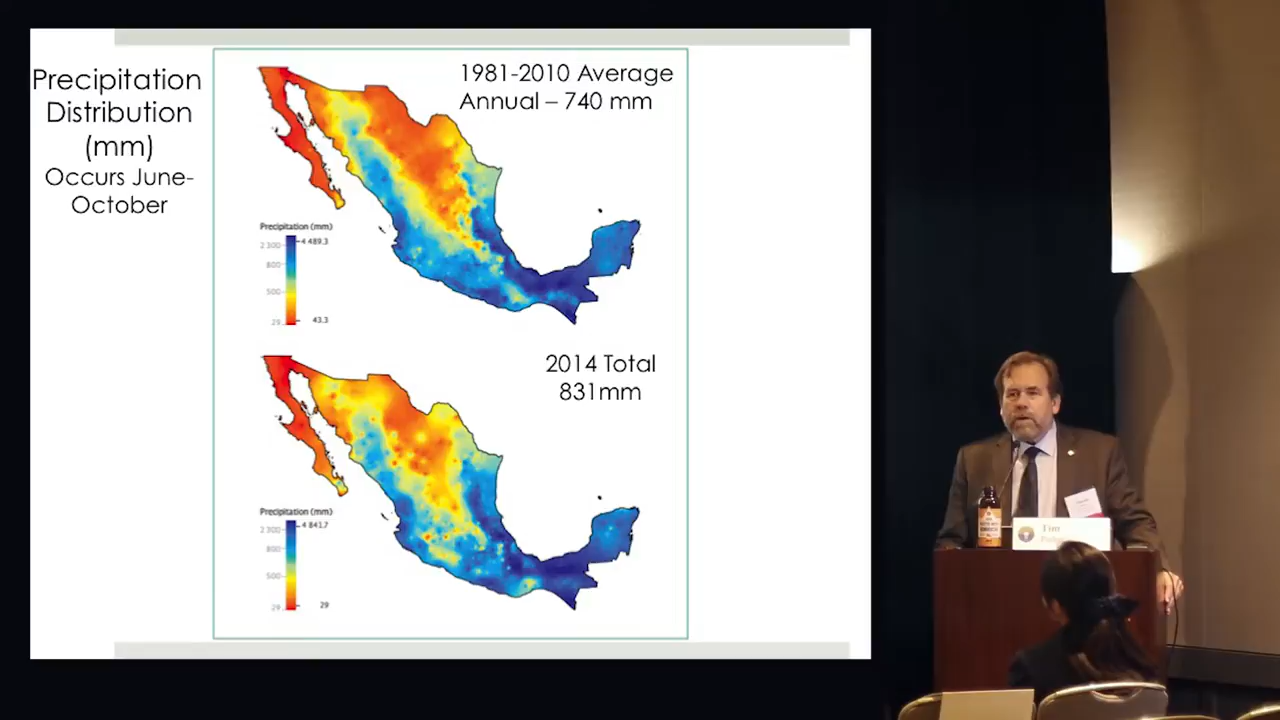 Precipitation
Distribution
(mm)
Occurs June-
October
1981-2010 Average
Annual – 740 mm
Precipitation (mm)
4 489.3
2 300
800
500
29
43.3
2014 Total
831mm
Precipitation (mm)
4 841.7
2 300
800
500
29
29
Tim